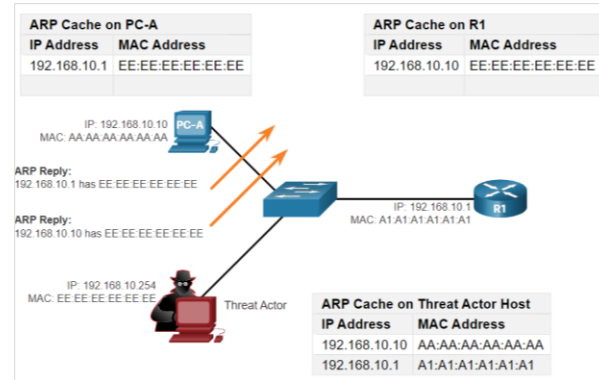 ARP Cache on PC-A
IP Address MAC Address
192.168.10.1 EE:EE:EE:EE:EE:EE
ARP Cache on R1
IP Address MAC Address
192.168.10.10 EE:EE:EE:EE:EE:EE
IP: 192.168.10.10
MAC: AA:AA:AA:AA:AA:AA
PC-A
ARP Reply:
192.168.10.1 has EE:EE:EE:EE:EE:EE
ARP Reply:
192.168.10.10 has EE:EE:EE:EE:EE:EE
IP: 192.168.10.1
MAC: A1:A1:A1:A1:A1:A1
R1
IP: 192.168.10.254
MAC: EE:EE:EE:EE:EE:EE
Threat Actor
ARP Cache on Threat Actor Host
IP Address MAC Address
192.168.10.10 AA:AA:AA:AA:AA:AA
192.168.10.1 A1:A1:A1:A1:A1:A1